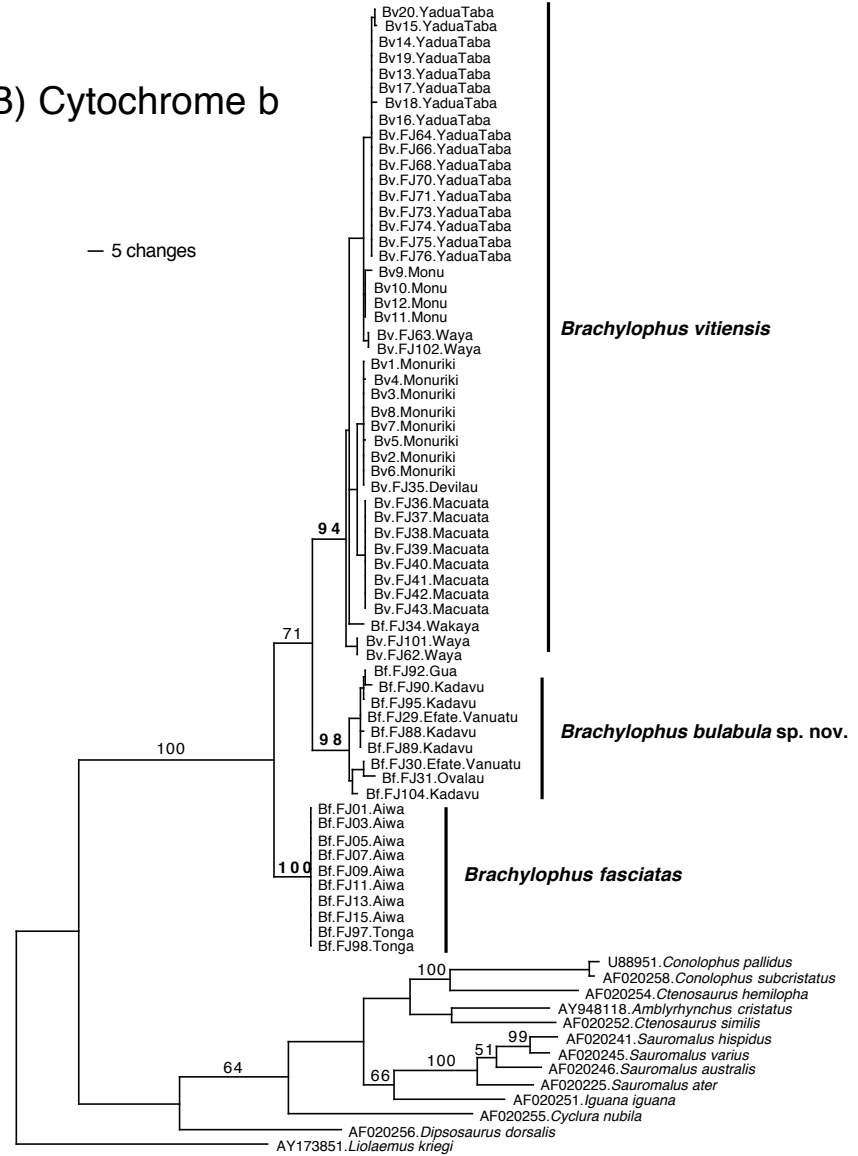 B) Cytochrome b
5 changes
Bv20.YaduaTaba
Bv15.YaduaTaba
Bv14.YaduaTaba
Bv19.YaduaTaba
Bv13.YaduaTaba
Bv17.YaduaTaba
Bv18.YaduaTaba
Bv16.YaduaTaba
Bv.FJ64.YaduaTaba
Bv.FJ66.YaduaTaba
Bv.FJ68.YaduaTaba
Bv.FJ70.YaduaTaba
Bv.FJ71.YaduaTaba
Bv.FJ73.YaduaTaba
Bv.FJ74.YaduaTaba
Bv.FJ75.YaduaTaba
Bv.FJ76.YaduaTaba
Bv9.Monu
Bv10.Monu
Bv12.Monu
Bv11.Monu
Bv.FJ63.Waya
Bv.FJ102.Waya
Bv1.Monuriki
Bv4.Monuriki
Bv3.Monuriki
Bv8.Monuriki
Bv7.Monuriki
Bv5.Monuriki
Bv2.Monuriki
Bv6.Monuriki
Bv.FJ35.Devilau
Bv.FJ36.Macuata
Bv.FJ37.Macuata
Bv.FJ38.Macuata
Bv.FJ39.Macuata
Bv.FJ40.Macuata
Bv.FJ41.Macuata
Bv.FJ42.Macuata
Bv.FJ43.Macuata
Bf.FJ34.Wakaya
Bv.FJ101.Waya
Bv.FJ62.Waya
Brachylophus vitiensis
94
71
Bf.FJ92.Gua
Bf.FJ90.Kadavu
Bf.FJ95.Kadavu
Bf.FJ29.Efate.Vanuatu
Bf.FJ88.Kadavu
Bf.FJ89.Kadavu
Bf.FJ30.Efate.Vanuatu
Bf.FJ31.Ovalau
Bf.FJ104.Kadavu
Brachylophus bulabula sp. nov.
98
100
Bf.FJ01.Aiwa
Bf.FJ03.Aiwa
Bf.FJ05.Aiwa
Bf.FJ07.Aiwa
Bf.FJ09.Aiwa
Bf.FJ11.Aiwa
Bf.FJ13.Aiwa
Bf.FJ15.Aiwa
Bf.FJ97.Tonga
Bf.FJ98.Tonga
Brachylophus fasciatas
100
U88951.Conolophus pallidus
100
AF020258.Conolophus subcristatus
AF020254.Ctenosaurus hemilopha
AY948118.Amblyrhynchus cristatus
AF020252.Ctenosaurus similis
99
AF020241.Sauromalus hispidus
51
AF020245.Sauromalus varius
100
AF020246.Sauromalus australis
64
66
AF020225.Sauromalus ater
AF020251.Iguana iguana
AF020255.Cyclura nubila
AF020256.Dipsosaurus dorsalis
AY173851.Liolaemus kriegi